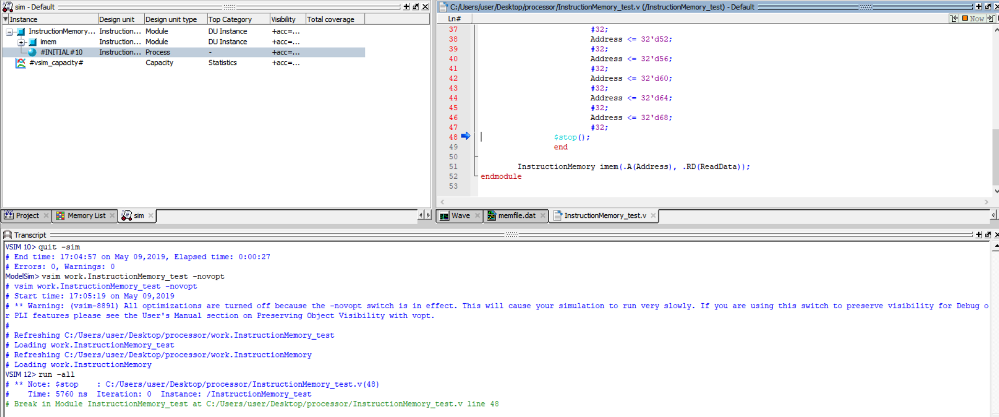 sim - Default
Instance Design unit Design unit type Top Category Visibility Total coverage
InstructionMemory... Instruction... Module DU Instance +acc=...
imem Instruction... Module DU Instance +acc=...
#INITIAL#10 Instruction... Process - +acc=...
#vsim_capacity# Capacity Statistics +acc=...
Project Memory List sim
C:/Users/user/Desktop/processor/InstructionMemory_test.v (/InstructionMemory_test) - Default
Ln# Now
37 #32;
38 Address <= 32'd52;
39 #32;
40 Address <= 32'd56;
41 #32;
42 Address <= 32'd60;
43 #32;
44 Address <= 32'd64;
45 #32;
46 Address <= 32'd68;
47 #32;
48 $stop();
49 end
50
51 InstructionMemory imem(.A(Address), .RD(ReadData));
52 endmodule
53
Wave memfile.dat InstructionMemory_test.v
Transcript
VSIM 10> quit -sim
# End time: 17:04:57 on May 09,2019, Elapsed time: 0:00:27
# Errors: 0, Warnings: 0
ModelSim> vsim work.InstructionMemory_test -novopt
# vsim work.InstructionMemory_test -novopt
# Start time: 17:05:19 on May 09,2019
# ** Warning: (vsim-8891) All optimizations are turned off because the -novopt switch is in effect. This will cause your simulation to run very slowly. If you are using this switch to preserve visibility for Debug o
r PLI features please see the User's Manual section on Preserving Object Visibility with vopt.
#
# Refreshing C:/Users/user/Desktop/processor/work.InstructionMemory_test
# Loading work.InstructionMemory_test
# Refreshing C:/Users/user/Desktop/processor/work.InstructionMemory
# Loading work.InstructionMemory
VSIM 12> run -all
# ** Note: $stop : C:/Users/user/Desktop/processor/InstructionMemory_test.v(48)
# Time: 5760 ns Iteration: 0 Instance: /InstructionMemory_test
# Break in Module InstructionMemory_test at C:/Users/user/Desktop/processor/InstructionMemory_test.v line 48